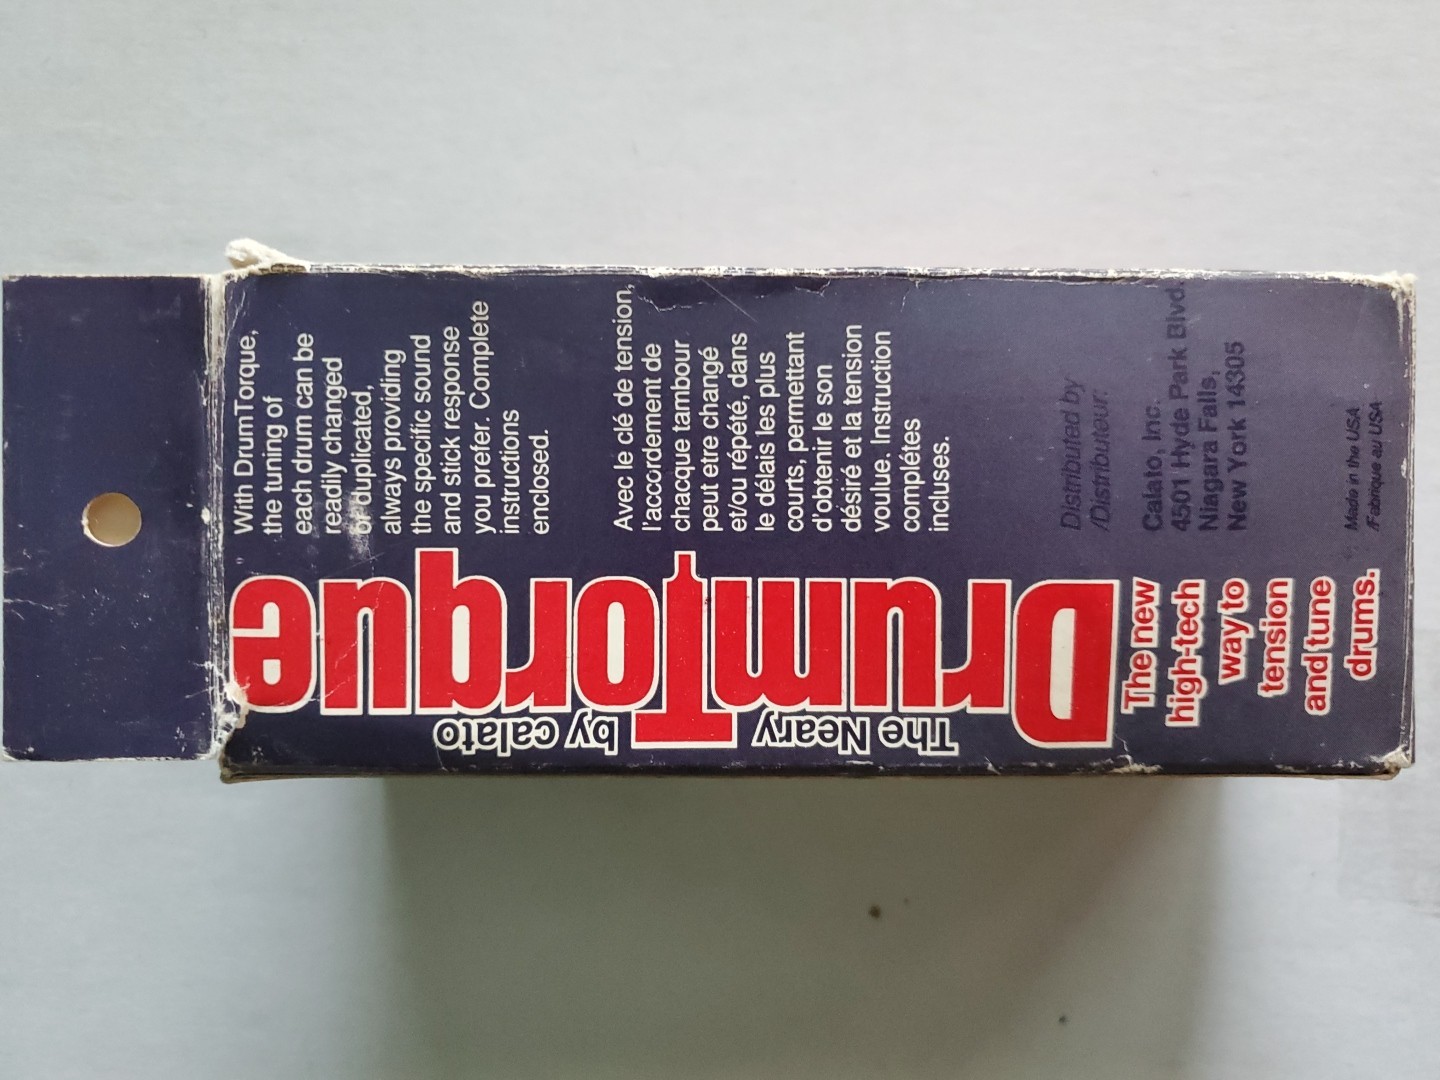 The Neary
DrumTorque
by calato
The new
high-tech
way to
tension
and tune
drums.
With DrumTorque,
the tuning of
each drum can be
readily changed
or duplicated,
always providing
the specific sound
and stick response
you prefer. Complete
instructions
enclosed.
Avec le clé de tension,
l'accordement de
chacque tambour
peut etre changé
et/ou répété, dans
le délais les plus
courts, permettant
d'obtenir le son
désiré et la tension
voulue. Instruction
complétes
incluses.
Distributed by
/Distributeur:
Calato, Inc.
4501 Hyde Park Blvd.
Niagara Falls,
New York 14305
Made in the USA
/Fabrique au USA